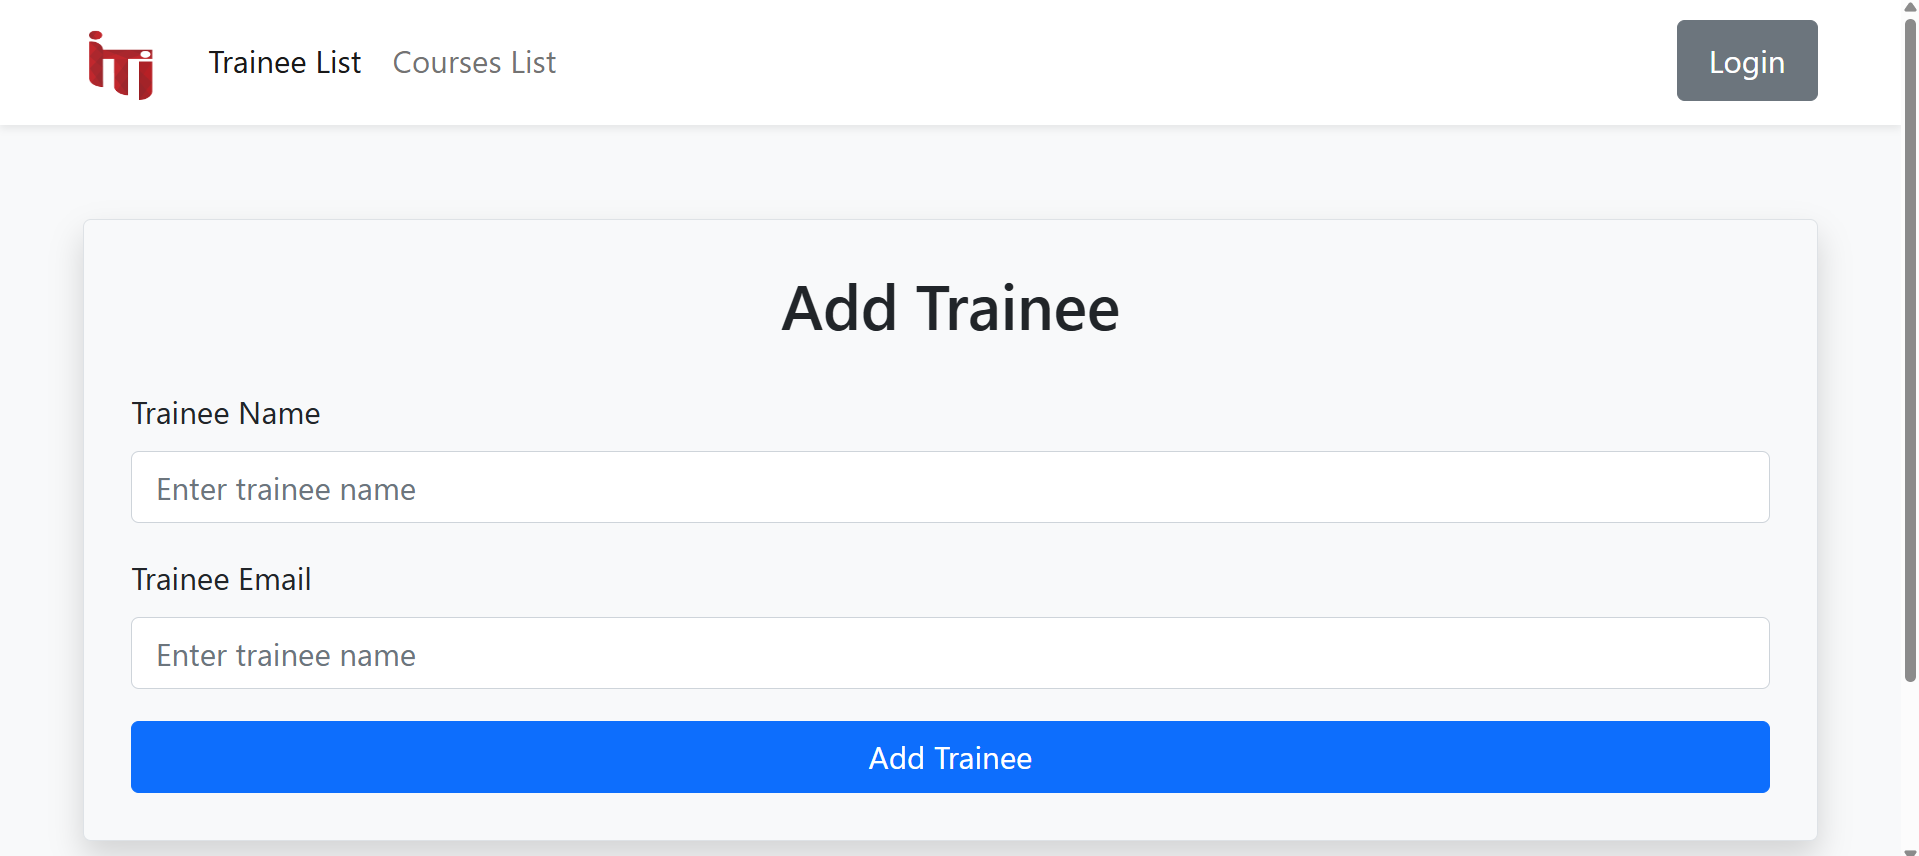 iTi
Trainee List Courses List Login
Add Trainee
Trainee Name
Enter trainee name
Trainee Email
Enter trainee name
Add Trainee